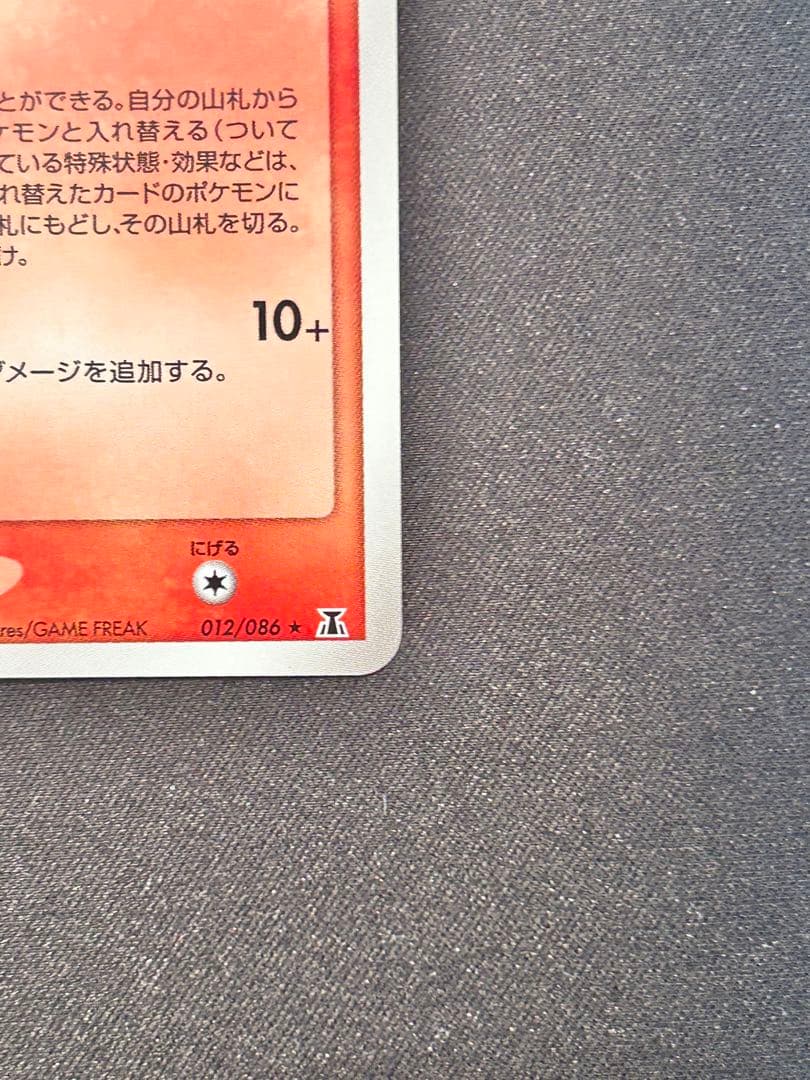 とができる。自分の山札から
ケモンと入れ替える(ついて
ている特殊状態・効果などは、
れ替えたカードのポケモンに
札にもどし、その山札を切る。
け。
10+
ダメージを追加する。
にげる
res/GAME FREAK 012/086 ★